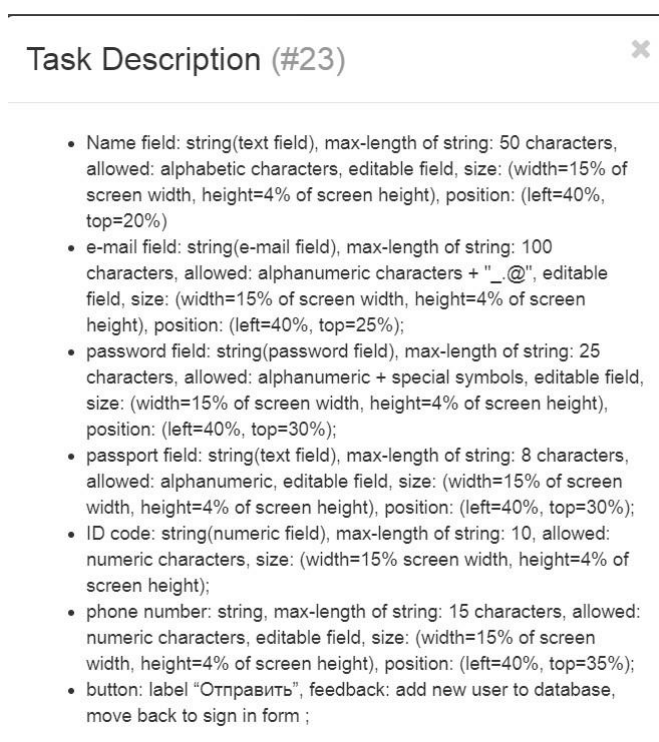 Task Description (#23)
• Name field: string(text field), max-length of string: 50 characters,
allowed: alphabetic characters, editable field, size: (width=15% of
screen width, height=4% of screen height), position: (left=40%,
top=20%)
• e-mail field: string(e-mail field), max-length of string: 100
characters, allowed: alphanumeric characters + "_.@", editable
field, size: (width=15% of screen width, height=4% of screen
height), position: (left=40%, top=25%);
• password field: string(password field), max-length of string: 25
characters, allowed: alphanumeric + special symbols, editable field,
size: (width=15% of screen width, height=4% of screen height),
position: (left=40%, top=30%);
• passport field: string(text field), max-length of string: 8 characters,
allowed: alphanumeric, editable field, size: (width=15% of screen
width, height=4% of screen height), position: (left=40%, top=30%);
• ID code: string(numeric field), max-length of string: 10, allowed:
numeric characters, size: (width=15% screen width, height=4% of
screen height);
• phone number: string, max-length of string: 15 characters, allowed:
numeric characters, editable field, size: (width=15% of screen
width, height=4% of screen height), position: (left=40%, top=35%);
• button: label “Отправить”, feedback: add new user to database,
move back to sign in form ;